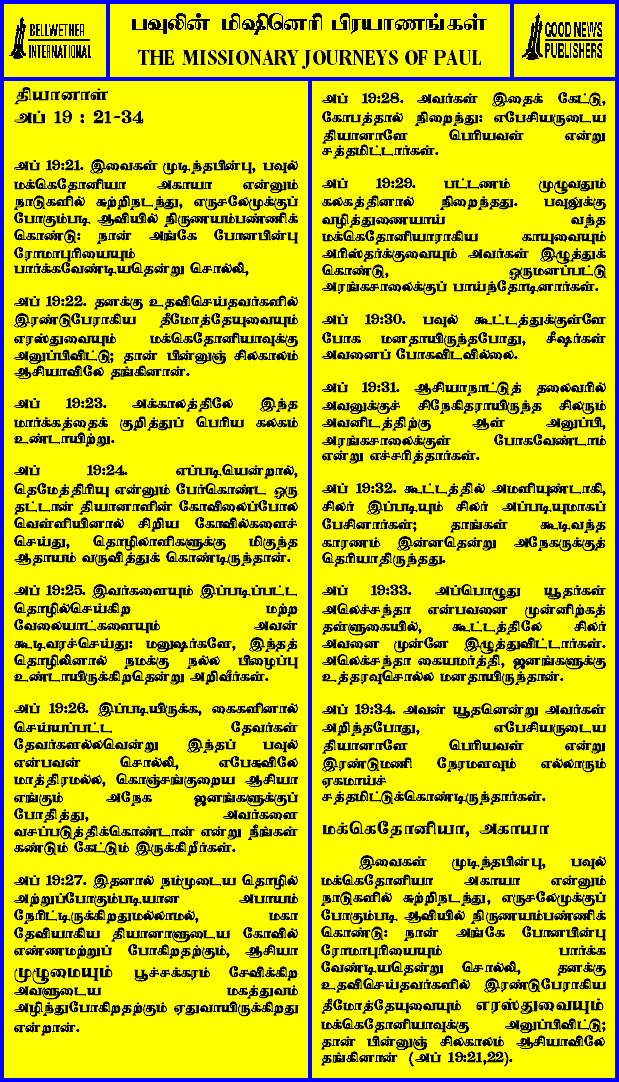 BELLWETHER
INTERNATIONAL
பவுலின் மிஷினெரி பிரயாணங்கள்
THE MISSIONARY JOURNEYS OF PAUL
GOOD NEWS
PUBLISHERS
தியானாள்
அப் 19 : 21-34
அப் 19:21. இவைகள் முடிந்தபின்பு, பவுல்
மக்கெதோனியா அகாயா என்னும்
நாடுகளில் சுற்றிநடந்து, எருசலேமுக்குப்
போகும்படி ஆவியில் நிருணயம்பண்ணிக்
கொண்டு: நான் அங்கே போனபின்பு
ரோமாபுரியையும்
பார்க்கவேண்டியதென்று சொல்லி,
அப் 19:22. தனக்கு உதவிசெய்தவர்களில்
இரண்டுபேராகிய தீமோத்தேயுவையும்
எரஸ்துவையும் மக்கெதோனியாவுக்கு
அனுப்பிவிட்டு; தான் பின்னுஞ் சிலகாலம்
ஆசியாவிலே தங்கினான்.
அப் 19:23. அக்காலத்திலே இந்த
மார்க்கத்தைக் குறித்துப் பெரிய கலகம்
உண்டாயிற்று.
அப் 19:24. எப்படியென்றால்,
தெமேத்திரியு என்னும் பேர்கொண்ட ஒரு
தட்டான் தியானாளின் கோவிலைப்போல
வெள்ளியினால் சிறிய கோவில்களைச்
செய்து, தொழிலாளிகளுக்கு மிகுந்த
ஆதாயம் வருவித்துக் கொண்டிருந்தான்.
அப் 19:25. இவர்களையும் இப்படிப்பட்ட
தொழில்செய்கிற மற்ற
வேலையாட்களையும் அவன்
கூடிவரச்செய்து: மனுஷர்களே, இந்தத்
தொழிலினால் நமக்கு நல்ல பிழைப்பு
உண்டாயிருக்கிறதென்று அறிவீர்கள்.
அப் 19:26. இப்படியிருக்க, கைகளினால்
செய்யப்பட்ட தேவர்கள்
தேவர்களல்லவென்று இந்தப் பவுல்
என்பவன் சொல்லி, எபேசுவிலே
மாத்திரமல்ல, கொஞ்சங்குறைய ஆசியா
எங்கும் அநேக ஜனங்களுக்குப்
போதித்து, அவர்களை
வசப்படுத்திக்கொண்டான் என்று நீங்கள்
கண்டும் கேட்டும் இருக்கிறீர்கள்.
அப் 19:27. இதனால் நம்முடைய தொழில்
அற்றுப்போகும்படியான அபாயம்
நேரிட்டிருக்கிறதுமல்லாமல், மகா
தேவியாகிய தியானாளுடைய கோவில்
எண்ணமற்றுப் போகிறதற்கும், ஆசியா
முழுமையும் பூச்சக்கரம் சேவிக்கிற
அவளுடைய மகத்துவம்
அழிந்துபோகிறதற்கும் ஏதுவாயிருக்கிறது
என்றான்.
அப் 19:28. அவர்கள் இதைக் கேட்டு,
கோபத்தால் நிறைந்து: எபேசியருடைய
தியானாளே பெரியவள் என்று
சத்தமிட்டார்கள்.
அப் 19:29. பட்டணம் முழுவதும்
கலகத்தினால் நிறைந்தது. பவுலுக்கு
வழித்துணையாய் வந்த
மக்கெதோனியாராகிய காயுவையும்
அரிஸ்தர்க்குவையும் அவர்கள் இழுத்துக்
கொண்டு, ஒருமனப்பட்டு
அரங்கசாலைக்குப் பாய்ந்தோடினார்கள்.
அப் 19:30. பவுல் கூட்டத்துக்குள்ளே
போக மனதாயிருந்தபோது, சீஷர்கள்
அவனைப் போகவிடவில்லை.
அப் 19:31. ஆசியாநாட்டுத் தலைவரில்
அவனுக்குச் சிநேகிதராயிருந்த சிலரும்
அவனிடத்திற்கு ஆள் அனுப்பி,
அரங்கசாலைக்குள் போகவேண்டாம்
என்று எச்சரித்தார்கள்.
அப் 19:32. கூட்டத்தில் அமளியுண்டாகி,
சிலர் இப்படியும் சிலர் அப்படியுமாகப்
பேசினார்கள்; தாங்கள் கூடிவந்த
காரணம் இன்னதென்று அநேகருக்குத்
தெரியாதிருந்தது.
அப் 19:33. அப்பொழுது யூதர்கள்
அலெச்சந்தா என்பவனை முன்னிற்கத்
தள்ளுகையில், கூட்டத்திலே சிலர்
அவனை முன்னே இழுத்துவிட்டார்கள்.
அலெக்சந்தா கையமர்த்தி, ஜனங்களுக்கு
உத்தரவுசொல்ல மனதாயிருந்தான்.
அப் 19:34. அவன் யூதனென்று அவர்கள்
அறிந்தபோது, எபேசியருடைய
தியானாளே பெரியவள் என்று
இரண்டுமணி நேரமளவும் எல்லாரும்
ஏகமாய்ச்
சத்தமிட்டுக்கொண்டிருந்தார்கள்.
மக்கெதோனியா, அகாயா
இவைகள் முடிந்தபின்பு, பவுல்
மக்கெதோனியா அகாயா என்னும்
நாடுகளில் சுற்றிநடந்து, எருசலேமுக்குப்
போகும்படி ஆவியில் நிருணயம்பண்ணிக்
கொண்டு: நான் அங்கே போனபின்பு
ரோமாபுரியையும் பார்க்க
வேண்டியதென்று சொல்லி, தனக்கு
உதவிசெய்தவர்களில் இரண்டுபேராகிய
தீமோத்தேயுவையும் எரஸ்துவையும்
மக்கெதோனியாவுக்கு அனுப்பிவிட்டு;
தான் பின்னுஞ் சிலகாலம் ஆசியாவிலே
தங்கினான் (அப் 19:21,22).